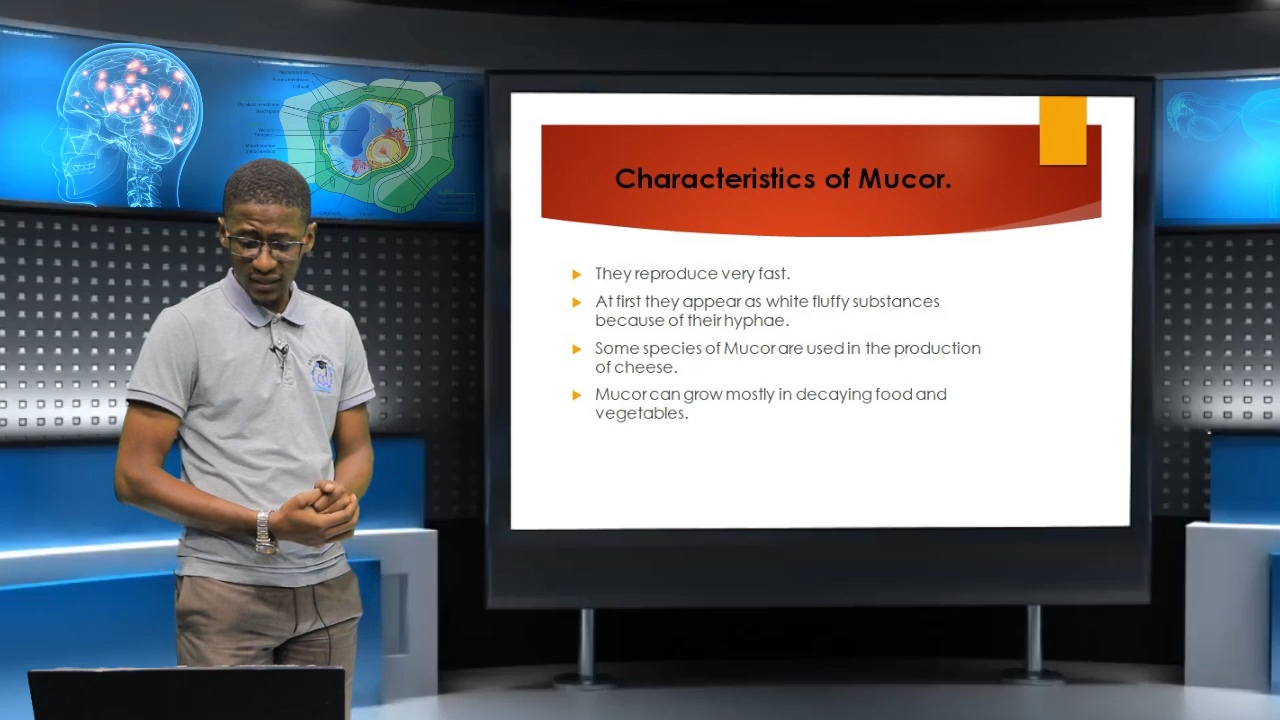 Characteristics of Mucor.
They reproduce very fast.
At first they appear as white fluffy substances
because of their hyphae.
Some species of Mucor are used in the production
of cheese.
Mucor can grow mostly in decaying food and
vegetables.